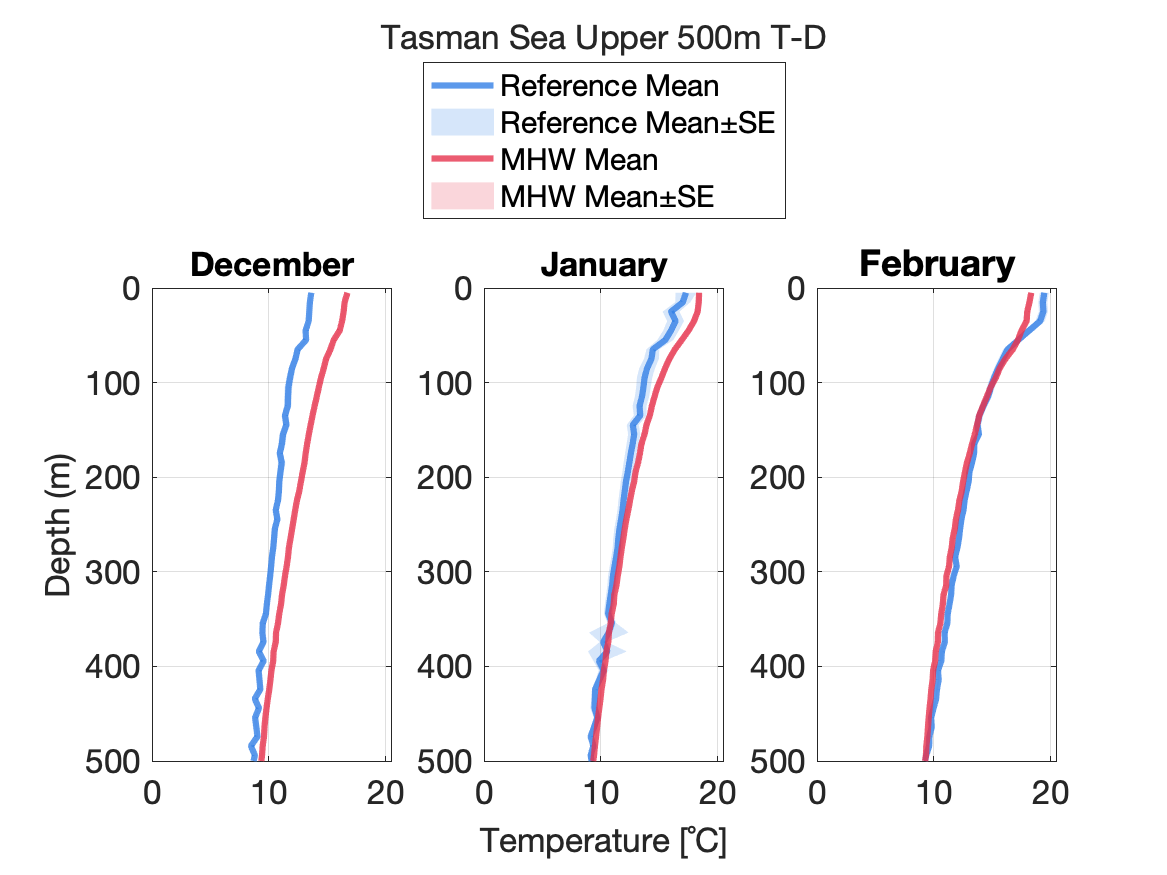 Tasman Sea Upper 500m T-D
Reference Mean
Reference Mean±SE
MHW Mean
MHW Mean±SE
December
January
February
Depth (m)
0
100
200
300
400
500
0
10
20
0
100
200
300
400
500
0
10
20
0
100
200
300
400
500
0
10
20
Temperature [°C]